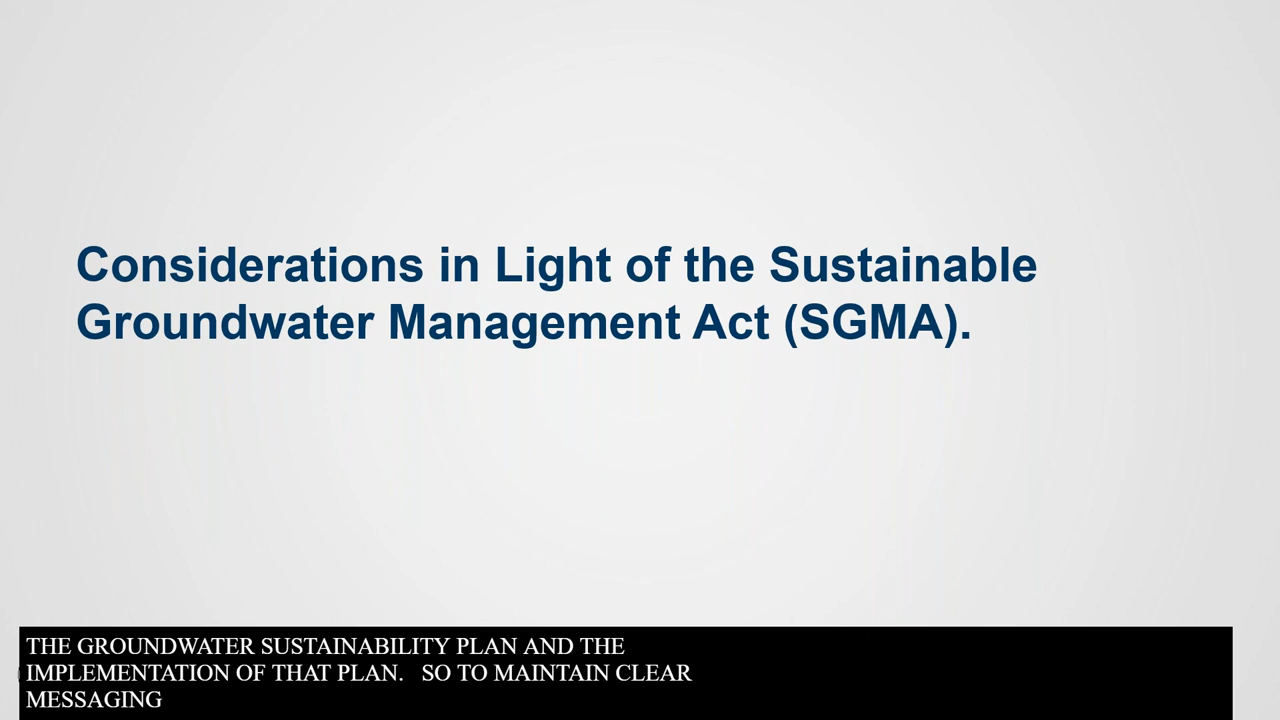 Considerations in Light of the Sustainable
Groundwater Management Act (SGMA).
THE GROUNDWATER SUSTAINABILITY PLAN AND THE
IMPLEMENTATION OF THAT PLAN.   SO TO MAINTAIN CLEAR
MESSAGING